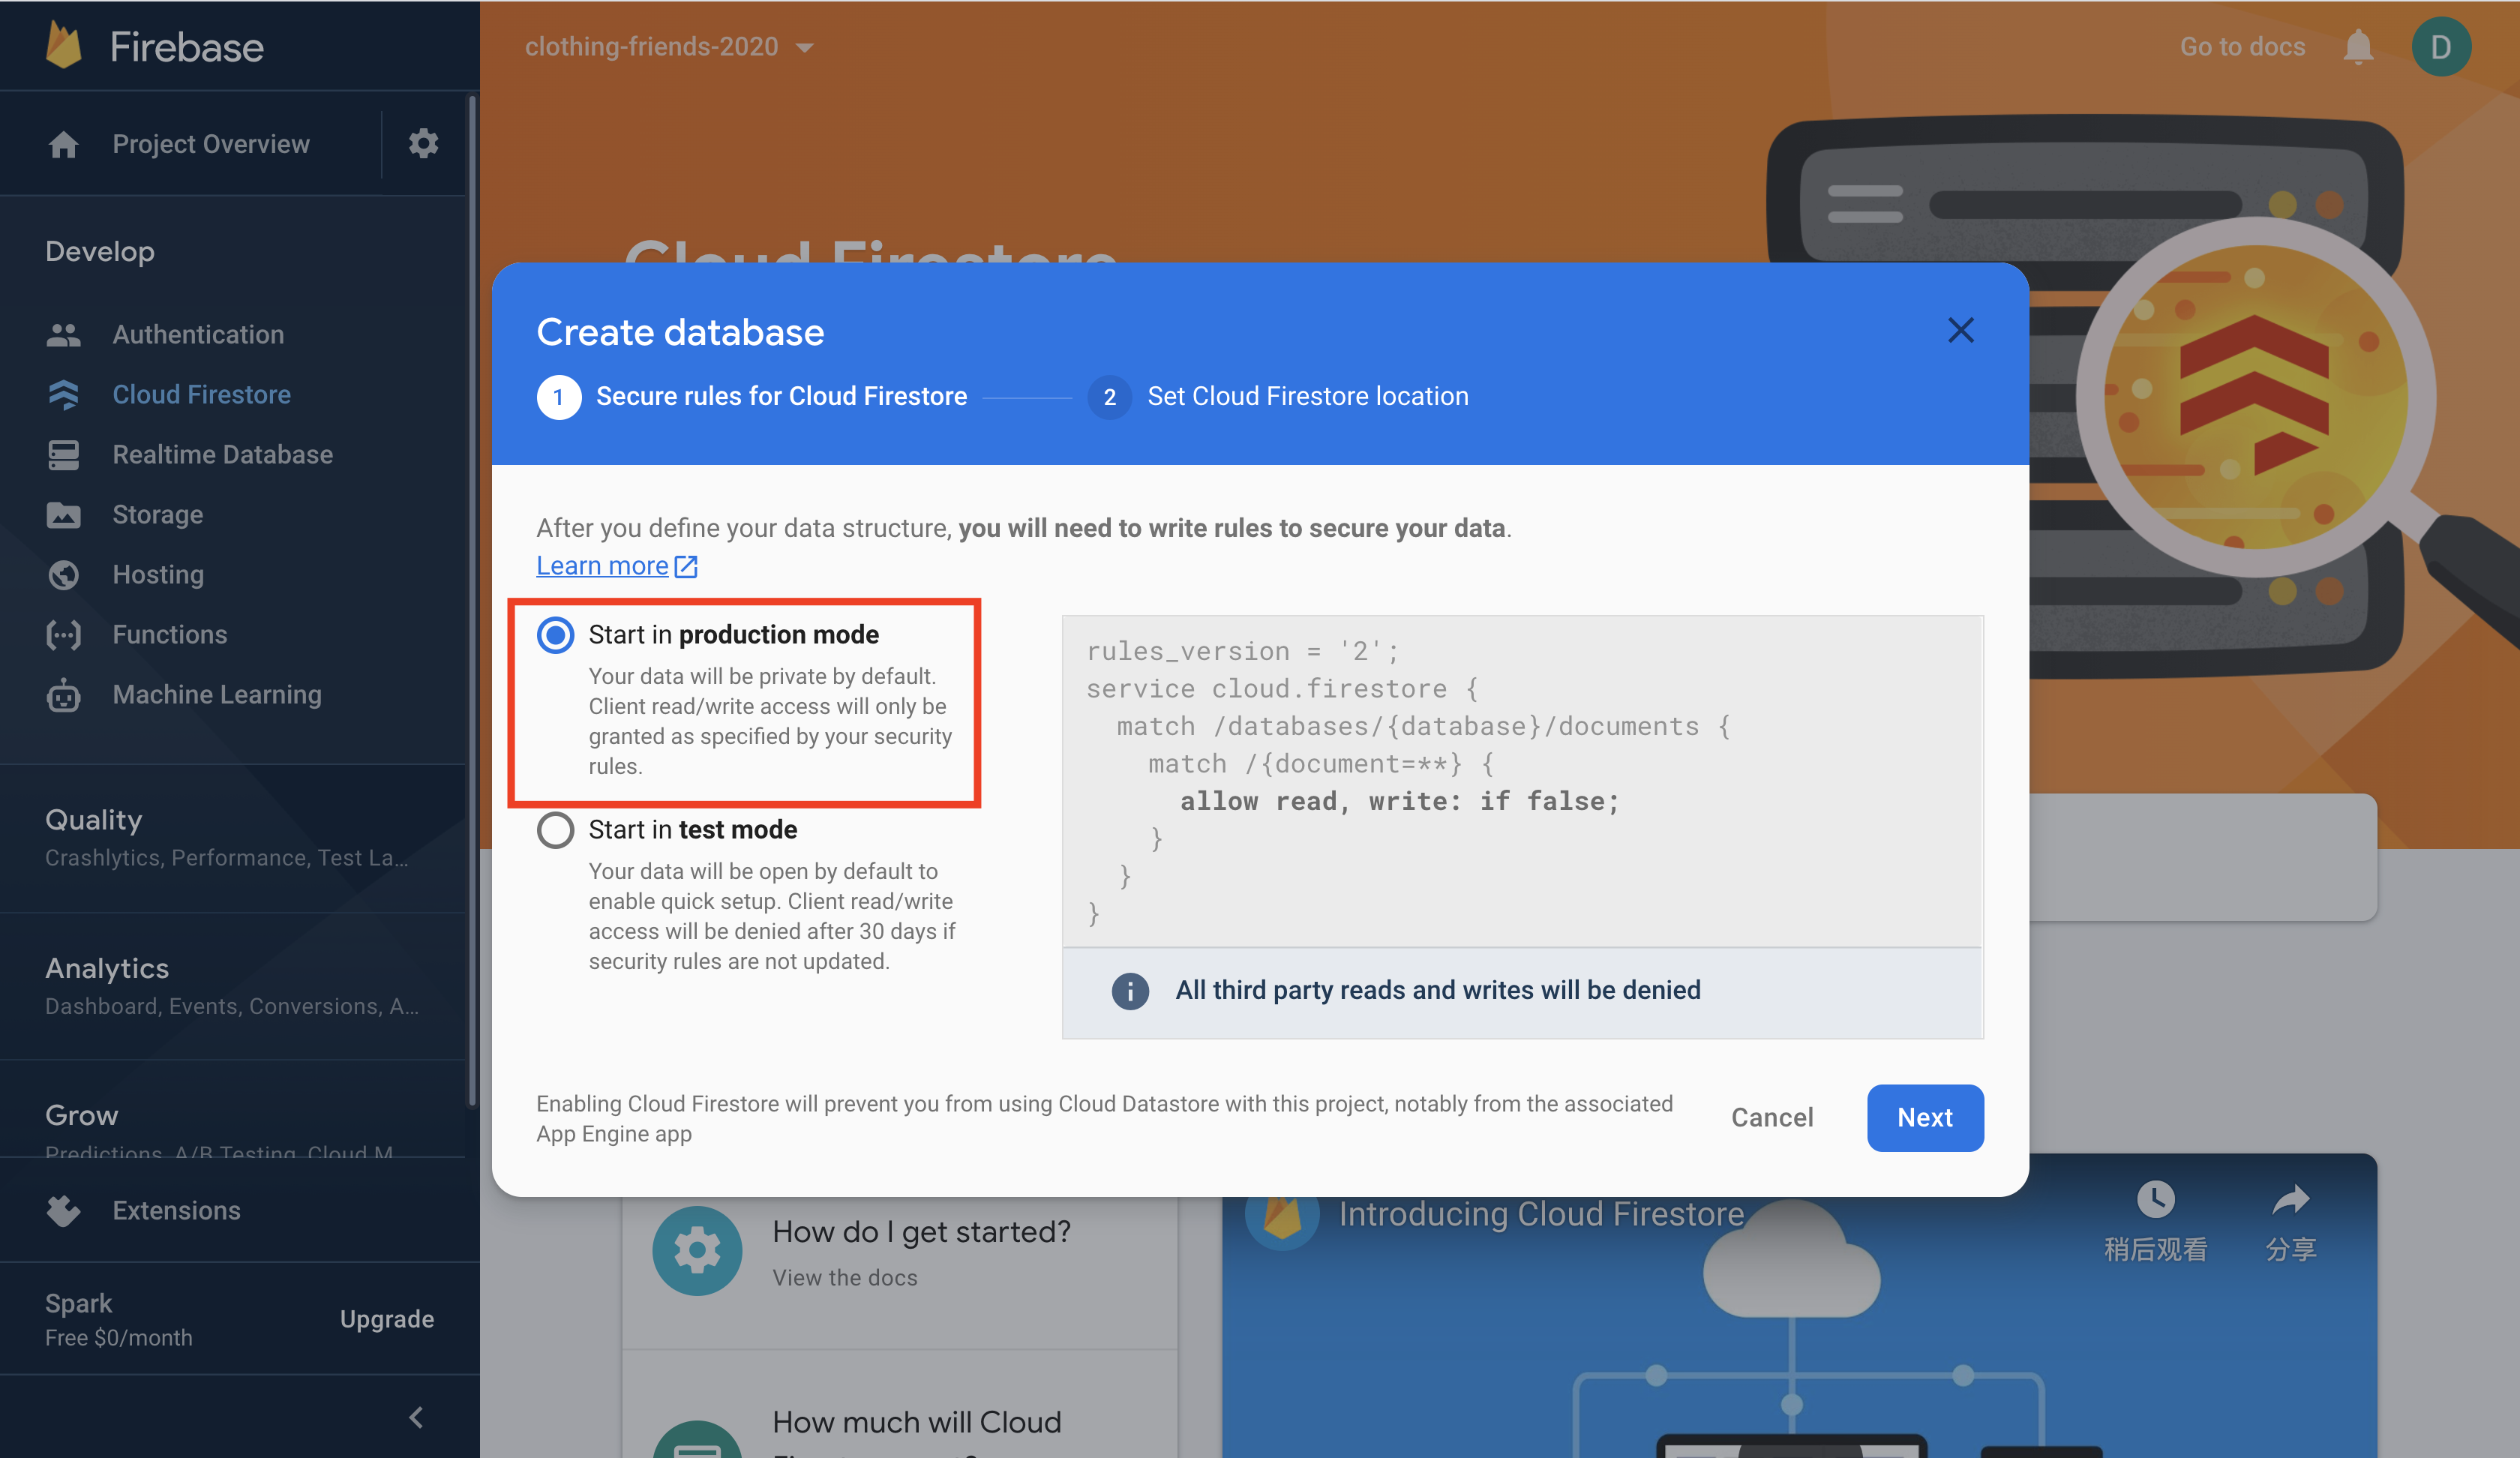 Firebase
clothing-friends-2020
Go to docs
D
Project Overview
Develop
Authentication
Cloud Firestore
Realtime Database
Storage
Hosting
Functions
Machine Learning
Quality
Crashlytics, Performance, Test La...
Analytics
Dashboard, Events, Conversions, A...
Grow
Predictions, A/B Testing, Cloud M
Extensions
Spark
Free $0/month
Upgrade
Cloud Firestore
Create database
1 Secure rules for Cloud Firestore
2 Set Cloud Firestore location
After you define your data structure, you will need to write rules to secure your data.
Learn more
Start in production mode
Your data will be private by default.
Client read/write access will only be
granted as specified by your security
rules.
Start in test mode
Your data will be open by default to
enable quick setup. Client read/write
access will be denied after 30 days if
security rules are not updated.
rules_version = '2';
service cloud.firestore {
match /databases/{database}/documents {
match /{document=**} {
allow read, write: if false;
}
}
}
All third party reads and writes will be denied
Enabling Cloud Firestore will prevent you from using Cloud Datastore with this project, notably from the associated
App Engine app
Cancel
Next
How do I get started?
View the docs
How much will Cloud
Introducing Cloud Firestore
稍后观看
分享